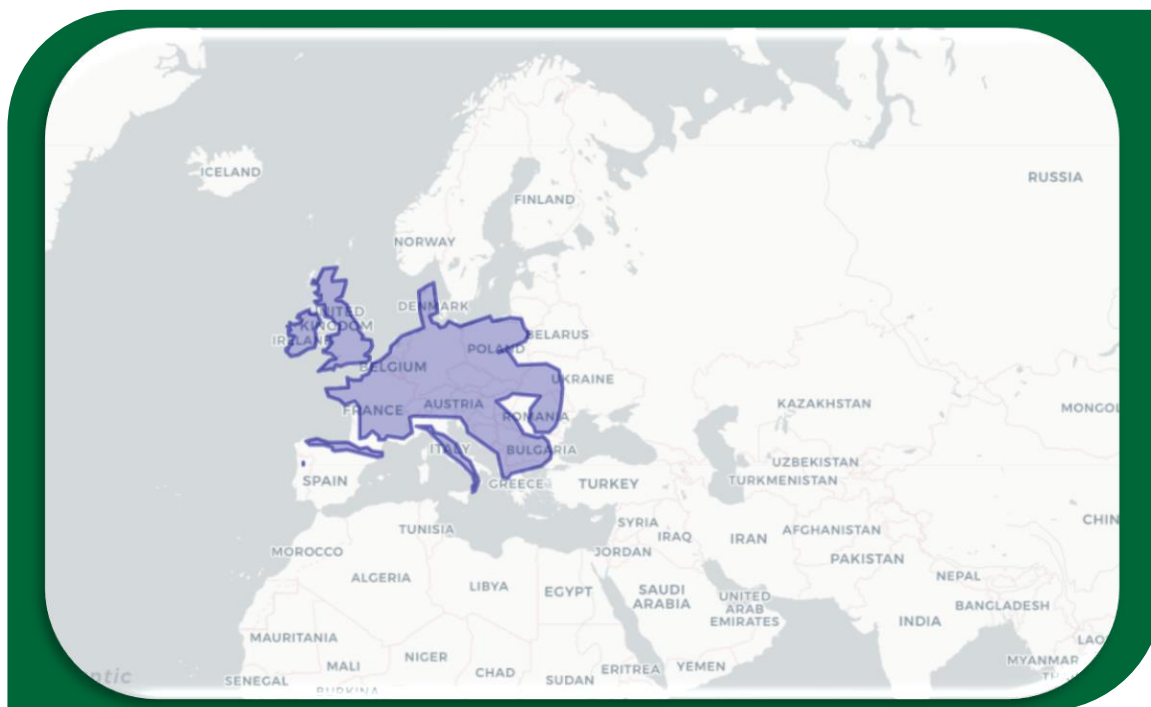 ICELAND
RUSSIA
FINLAND
NORWAY
DENMARK
UNITED
KINGDOM
IRELAND
BELARUS
POLAND
BELGIUM
UKRAINE
FRANCE
AUSTRIA
KAZAKHSTAN
ROMANIA
MONGOL
ITALY
BULGARIA
UZBEKISTAN
SPAIN
GREECE
TURKEY
TURKMENISTAN
SYRIA
CHIN
TUNISIA
AFGHANISTAN
IRAQ
IRAN
MOROCCO
JORDAN
PAKISTAN
ALGERIA
NEPAL
LIBYA
EGYPT
SAUDI
ARABIA
UNITED
ARAB
EMIRATES
BANGLADESH
INDIA
MAURITANIA
LAO
NIGER
MALI
CHAD
ERITREA
YEMEN
MYANMAR
SENEGAL
SUDAN
ntic